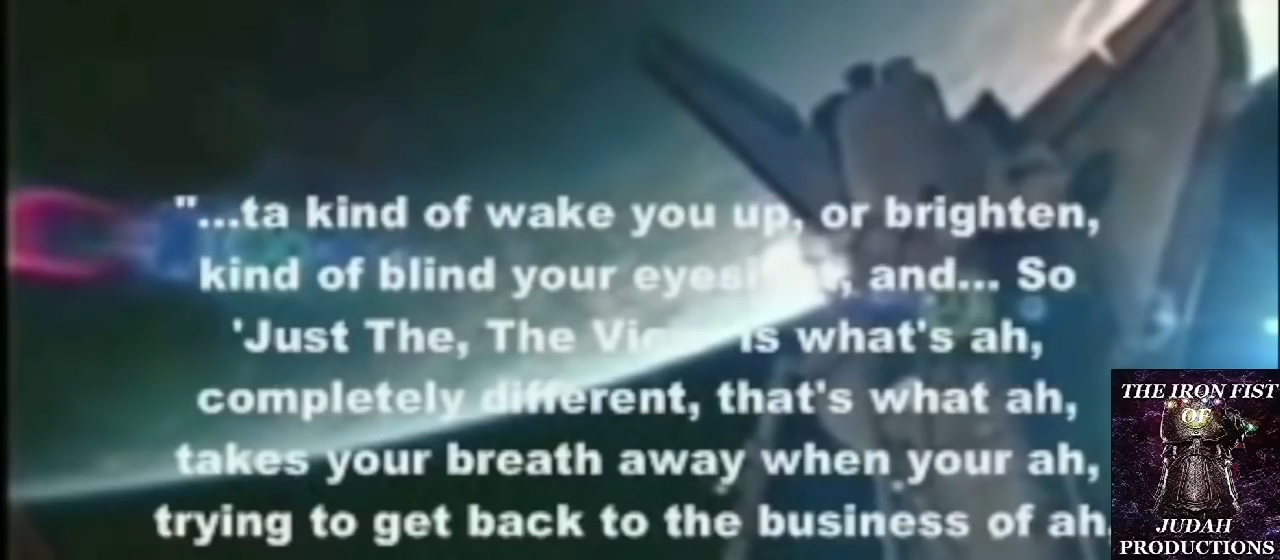 "...ta kind of wake you up, or brighten,
kind of blind your and... So
'Just The, The is what's ah,
completely different, that's what ah,
takes your breath away when your ah,
trying to get back to the business of ah.
THE IRON FIST
OF
JUDAH
PRODUCTIONS